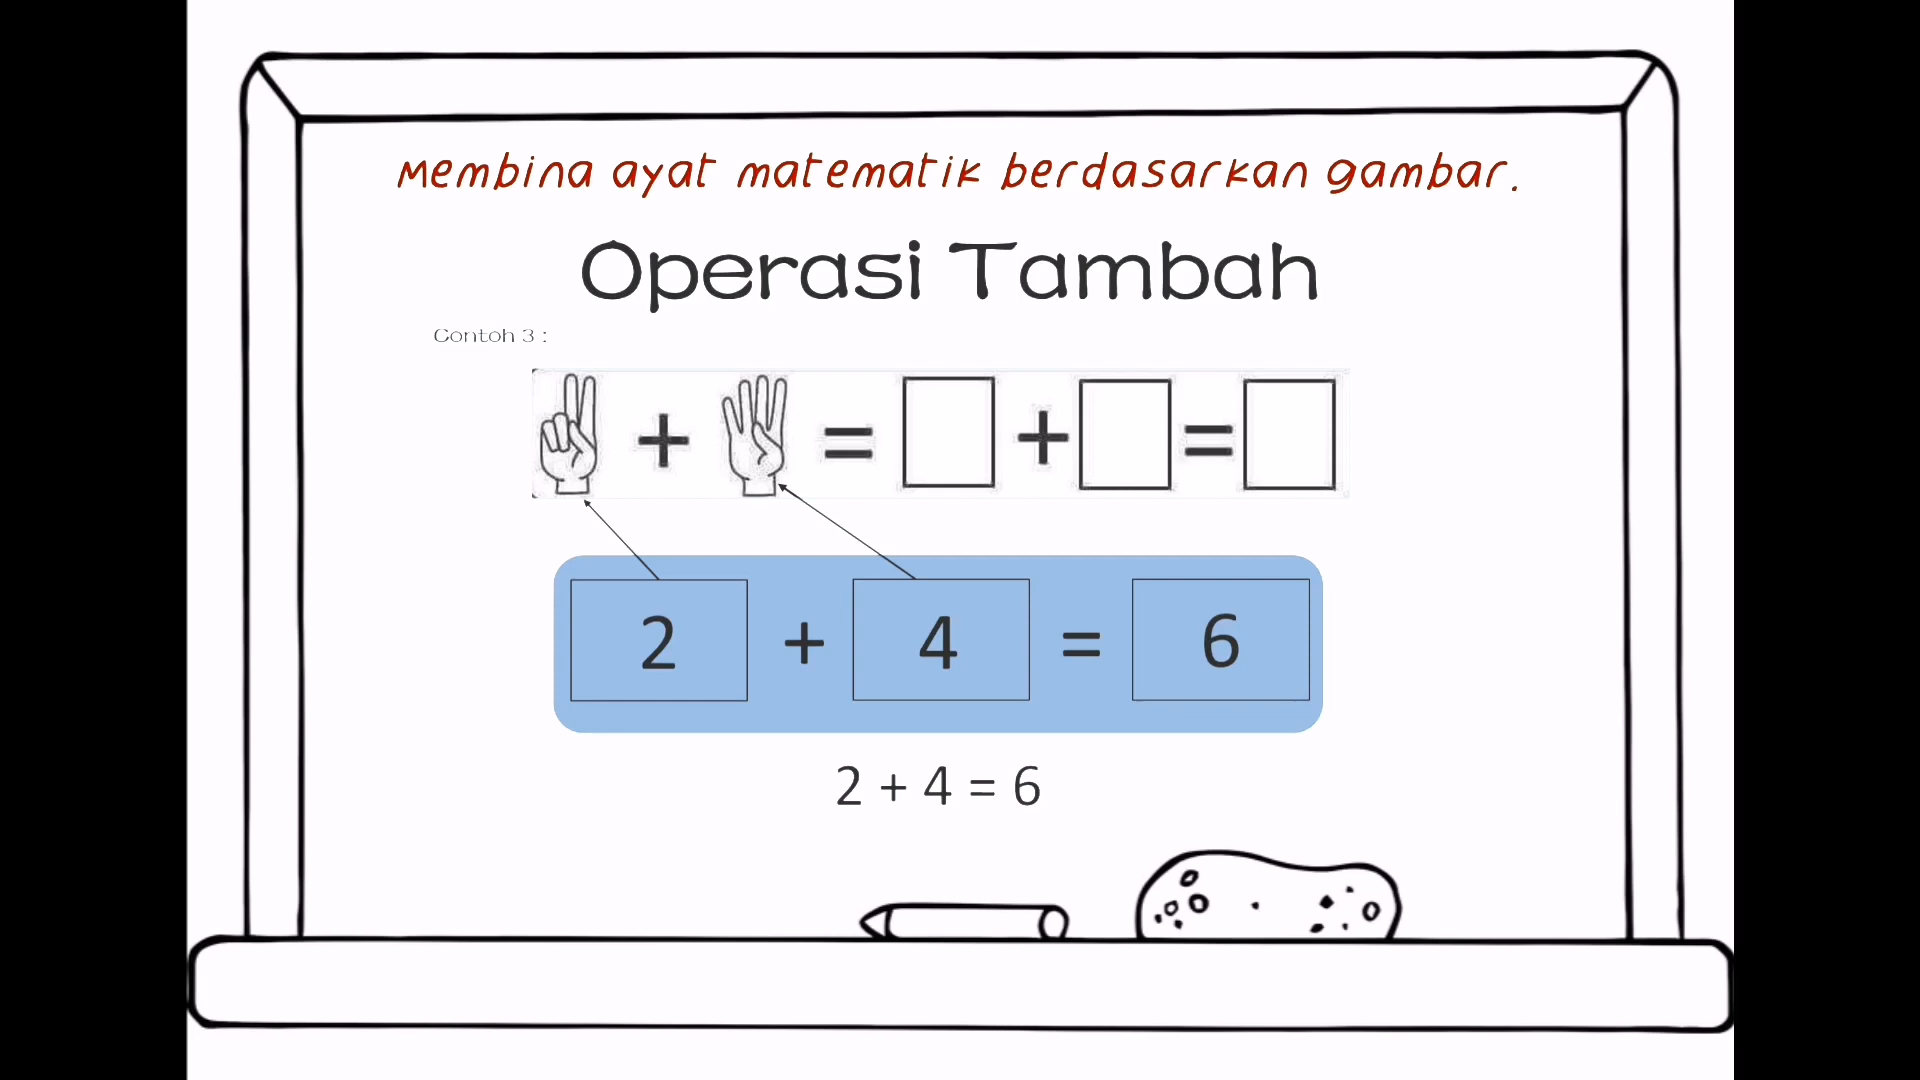 Membina ayat matematik berdasarkan gambar.
Operasi Tambah
Contoh 3 :
+ = + =
2 + 4 = 6
2 + 4 = 6